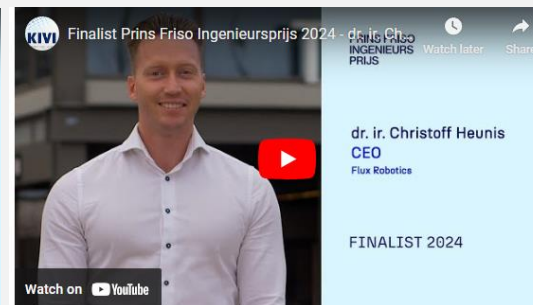 KIVI
Finalist Prins Friso Ingenieursprijs 2024 - dr. ir. Ch...
PRINS FRISO
INGENIEURS
PRIJS
Watch later
Share
dr. ir. Christoff Heunis
CEO
Flux Robotics
FINALIST 2024
Watch on YouTube